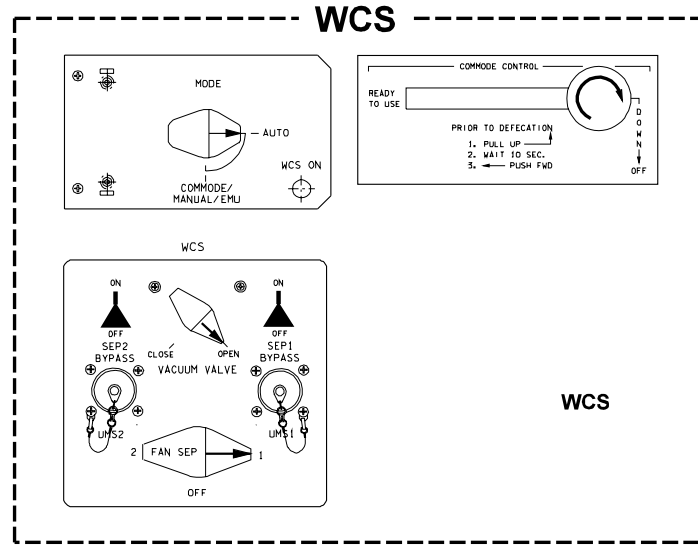 WCS
MODE
AUTO
COMMODE/
MANUAL/EMU
WCS ON
COMMODE CONTROL
READY
TO USE
PRIOR TO DEFECATION
1. PULL UP
2. WAIT 10 SEC.
3. PUSH FWD
DOWN
OFF
WCS
ON
OFF
SEP2
BYPASS
CLOSE
OPEN
VACUUM VALVE
ON
OFF
SEP1
BYPASS
UMS2
UMS1
2
FAN SEP
1
OFF
WCS